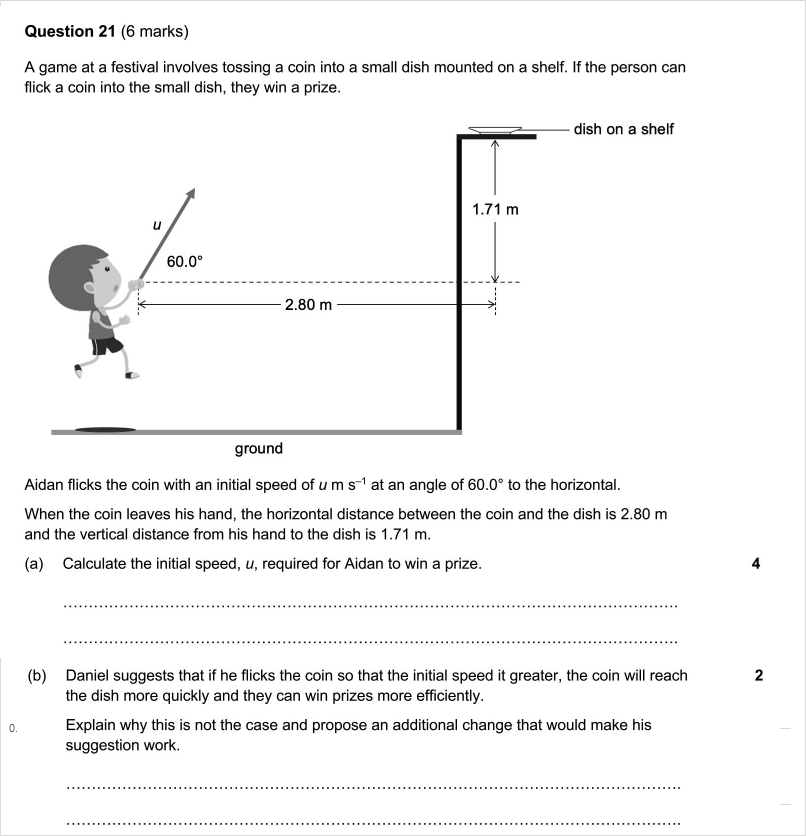 Question 21 (6 marks)
A game at a festival involves tossing a coin into a small dish mounted on a shelf. If the person can
flick a coin into the small dish, they win a prize.
dish on a shelf
1.71 m
u
60.0°
2.80 m
ground
Aidan flicks the coin with an initial speed of u m s⁻¹ at an angle of 60.0° to the horizontal.
When the coin leaves his hand, the horizontal distance between the coin and the dish is 2.80 m
and the vertical distance from his hand to the dish is 1.71 m.
(a) Calculate the initial speed, u, required for Aidan to win a prize. 4
(b) Daniel suggests that if he flicks the coin so that the initial speed it greater, the coin will reach 2
the dish more quickly and they can win prizes more efficiently.
0. Explain why this is not the case and propose an additional change that would make his
suggestion work.